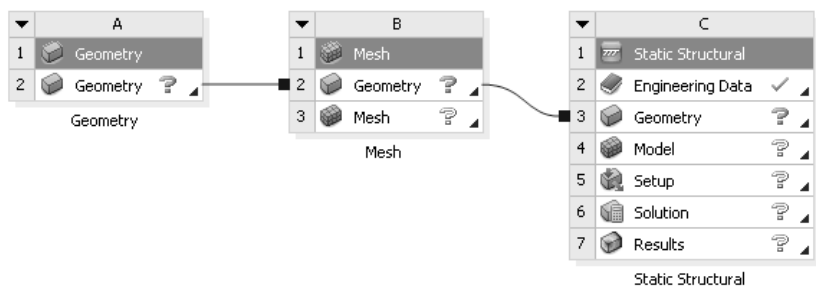 A
1 Geometry
2 Geometry ?
Geometry
B
1 Mesh
2 Geometry ?
3 Mesh ?
Mesh
C
1 Static Structural
2 Engineering Data ✓
3 Geometry ?
4 Model ?
5 Setup ?
6 Solution ?
7 Results ?
Static Structural